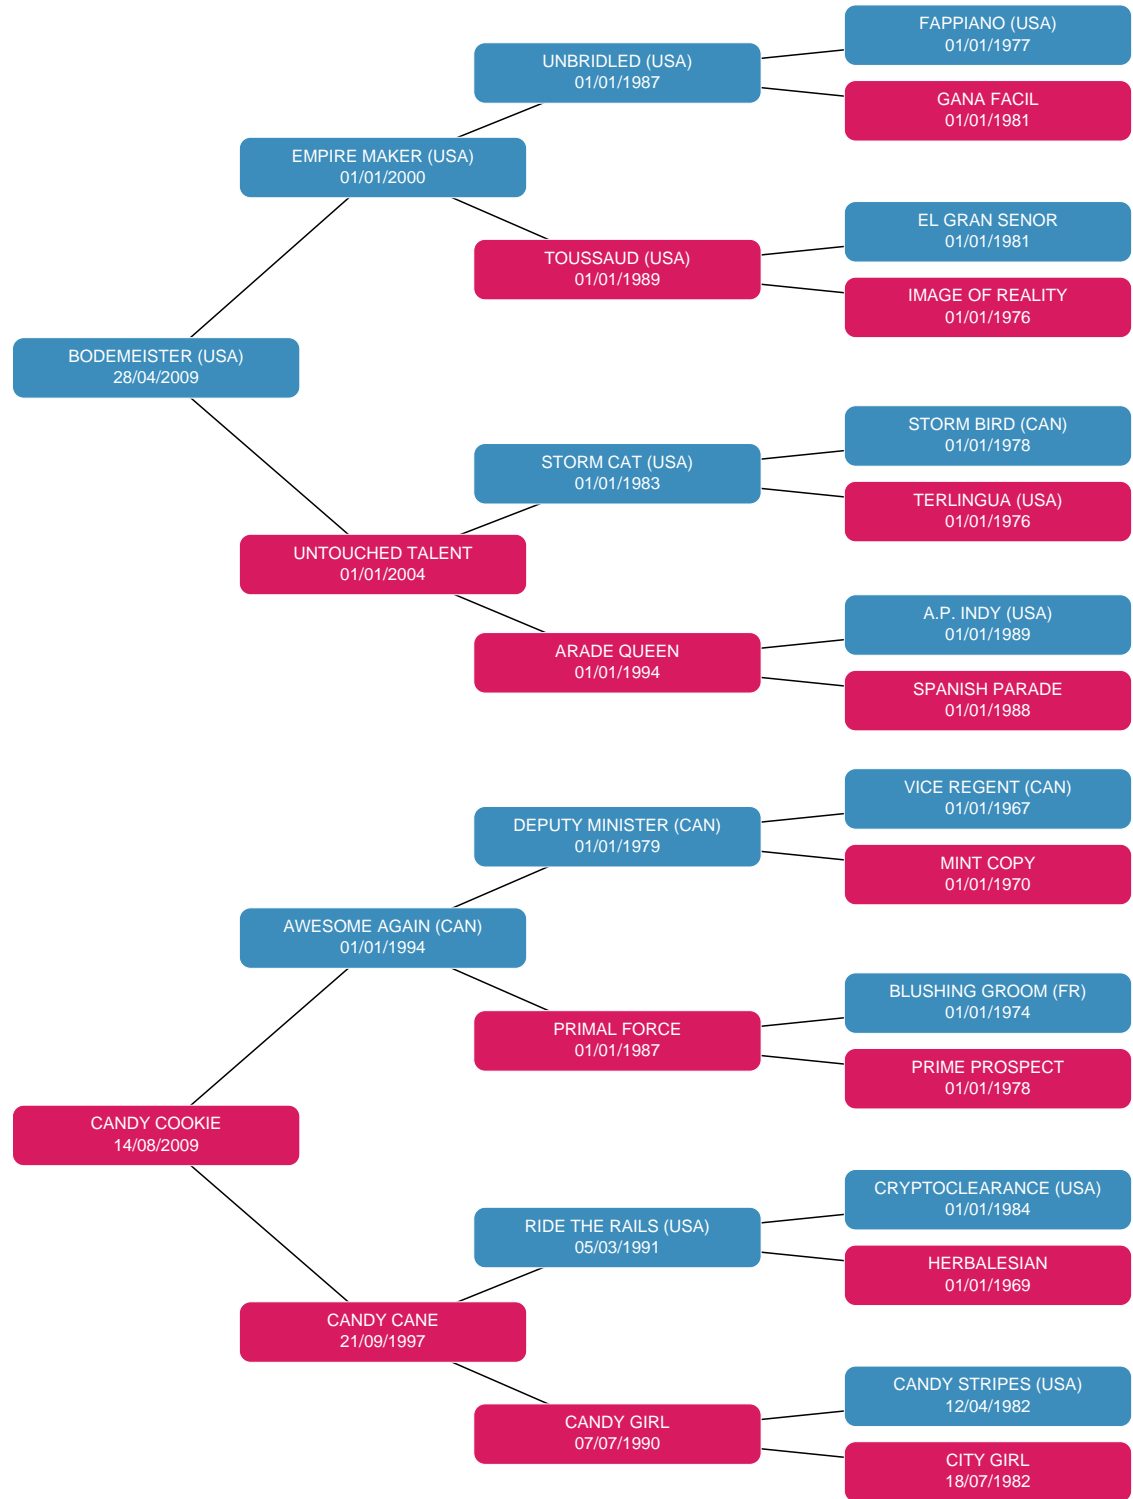 FAPPIANO (USA)
01/01/1977
UNBRIDLED (USA)
01/01/1987
GANA FACIL
01/01/1981
EMPIRE MAKER (USA)
01/01/2000
EL GRAN SENOR
01/01/1981
TOUSSAUD (USA)
01/01/1989
IMAGE OF REALITY
01/01/1976
BODEMEISTER (USA)
28/04/2009
STORM BIRD (CAN)
01/01/1978
STORM CAT (USA)
01/01/1983
TERLINGUA (USA)
01/01/1976
UNTOUCHED TALENT
01/01/2004
A.P. INDY (USA)
01/01/1989
ARADE QUEEN
01/01/1994
SPANISH PARADE
01/01/1988
VICE REGENT (CAN)
01/01/1967
DEPUTY MINISTER (CAN)
01/01/1979
MINT COPY
01/01/1970
AWESOME AGAIN (CAN)
01/01/1994
BLUSHING GROOM (FR)
01/01/1974
PRIMAL FORCE
01/01/1987
PRIME PROSPECT
01/01/1978
CANDY COOKIE
14/08/2009
CRYPTOCLEARANCE (USA)
01/01/1984
RIDE THE RAILS (USA)
05/03/1991
HERBALESIAN
01/01/1969
CANDY CANE
21/09/1997
CANDY STRIPES (USA)
12/04/1982
CANDY GIRL
07/07/1990
CITY GIRL
18/07/1982